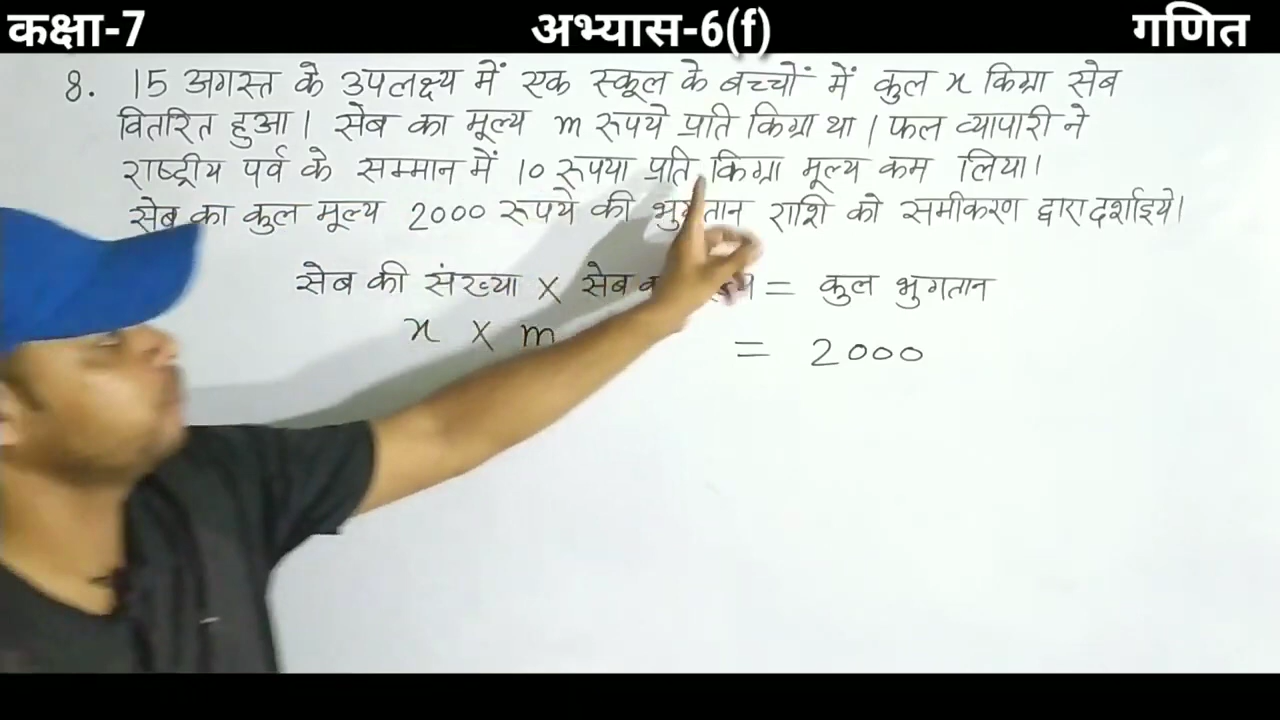 कक्षा-7 अभ्यास-6(f) गणित
8. 15 अगस्त के उपलक्ष्य में एक स्कूल के बच्चों में कुल x किग्रा सेब
वितरित हुआ। सेब का मूल्य m रूपये प्रति किग्रा था। फल व्यापारी ने
राष्ट्रीय पर्व के सम्मान में 10 रूपया प्रति किग्रा मूल्य कम लिया।
सेब का कुल मूल्य 2000 रूपये की भुगतान राशि को समीकरण द्वारा दर्शाइये।
सेब की संख्या × सेब = कुल भुगतान
x × m = 2000